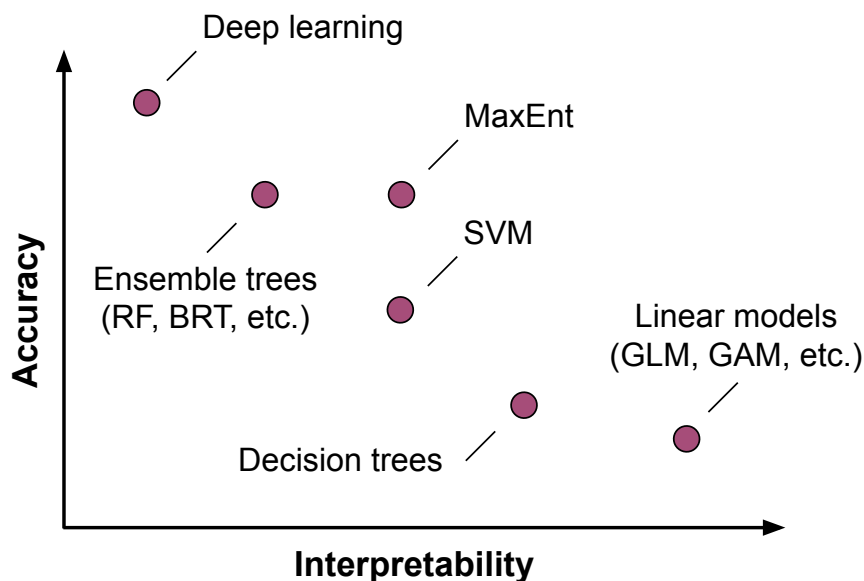 Deep learning
MaxEnt
SVM
Ensemble trees
(RF, BRT, etc.)
Linear models
(GLM, GAM, etc.)
Decision trees
Accuracy
Interpretability